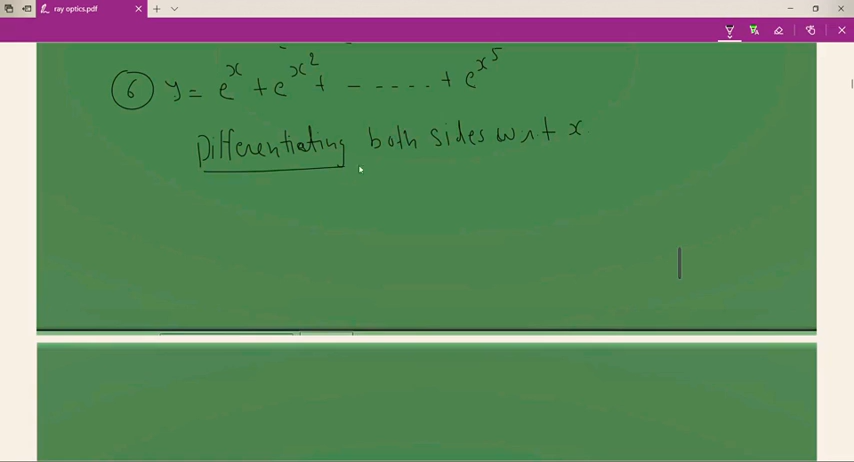 ray optics.pdf
⑥ y = e^x + e^{x^2} + ------- + e^{x^5}
Differentiating both sides w r t x